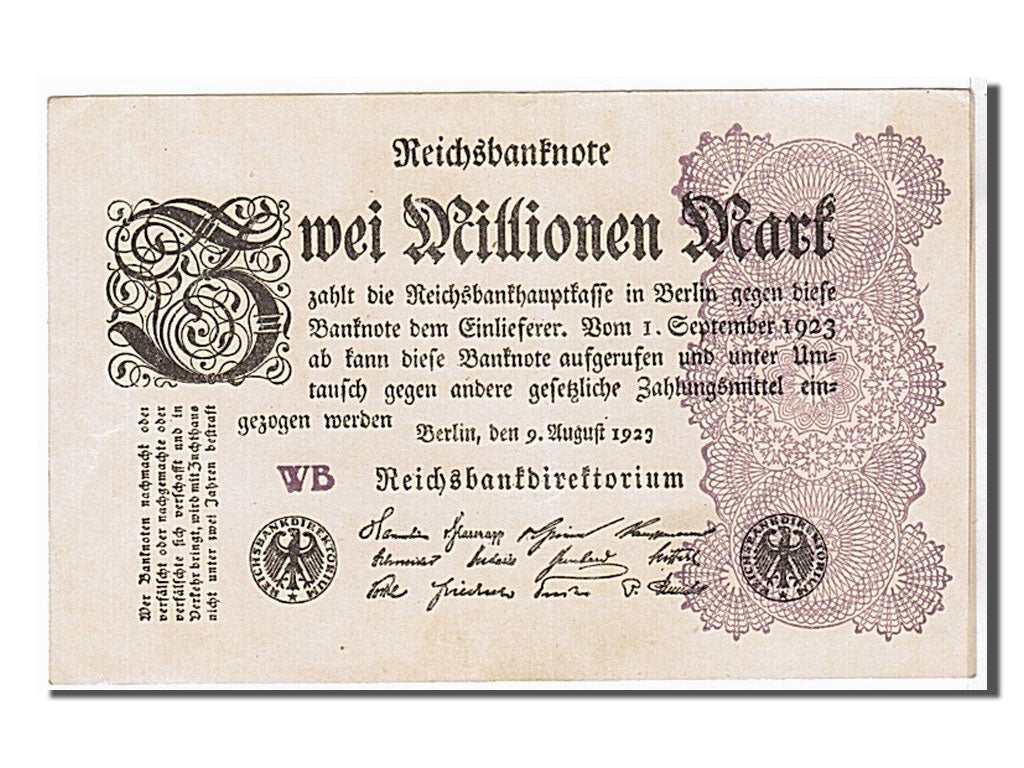 Reichsbanknote
Zwei Millionen Mark
zahlt die Reichsbankhauptkasse in Berlin gegen diese
Banknote dem Einlieferer. Vom 1. September 1923
ab kann diese Banknote aufgerufen und unter Um-
tausch gegen andere gesetzliche Zahlungsmittel ein-
gezogen werden
Berlin, den 9. August 1923
WB Reichsbankdirektorium
REICHSBANKDIREKTORIUM
REICHSBANKDIREKTORIUM
Wer Banknoten nachmacht oder
verfälscht oder nachgemachte oder
verfälschte sich verschafft und in
Verkehr bringt, wird mit Zuchthaus
nicht unter zwei Jahren bestraft